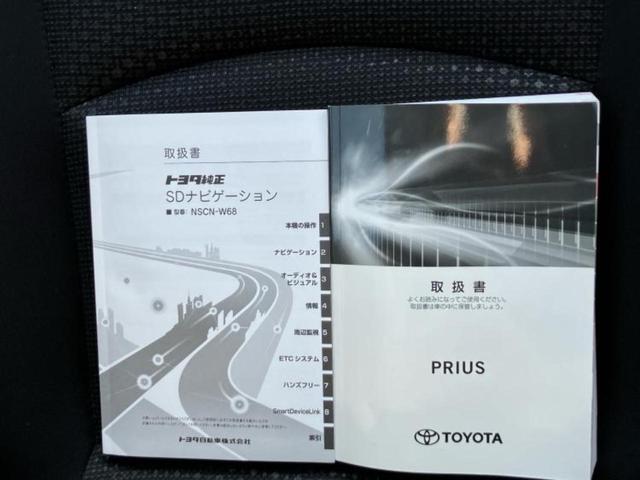 取扱書
トヨタ純正
SDナビゲーション
■ 型番: NSCN-W68
本機の操作 1
ナビゲーション 2
オーディオ&
ビジュアル 3
情報 4
周辺監視 5
ETCシステム 6
ハンズフリー 7
SmartDeviceLink 8
索引
トヨタ自動車株式会社
取扱書
よくお読みになってご使用ください。
取扱書は車の中に保管しましょう。
PRIUS
TOYOTA